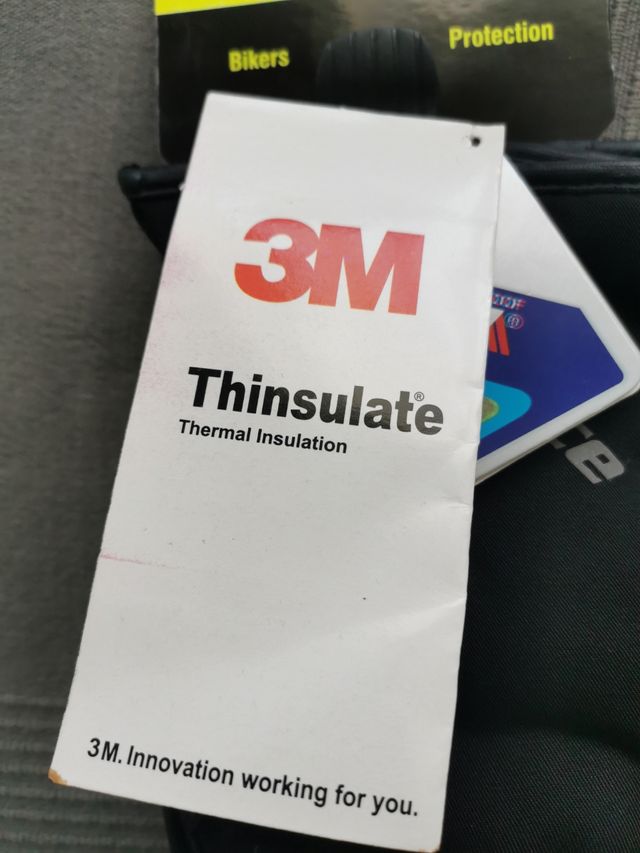 Bikers Protection
3M
Thinsulate®
Thermal Insulation
3M. Innovation working for you.